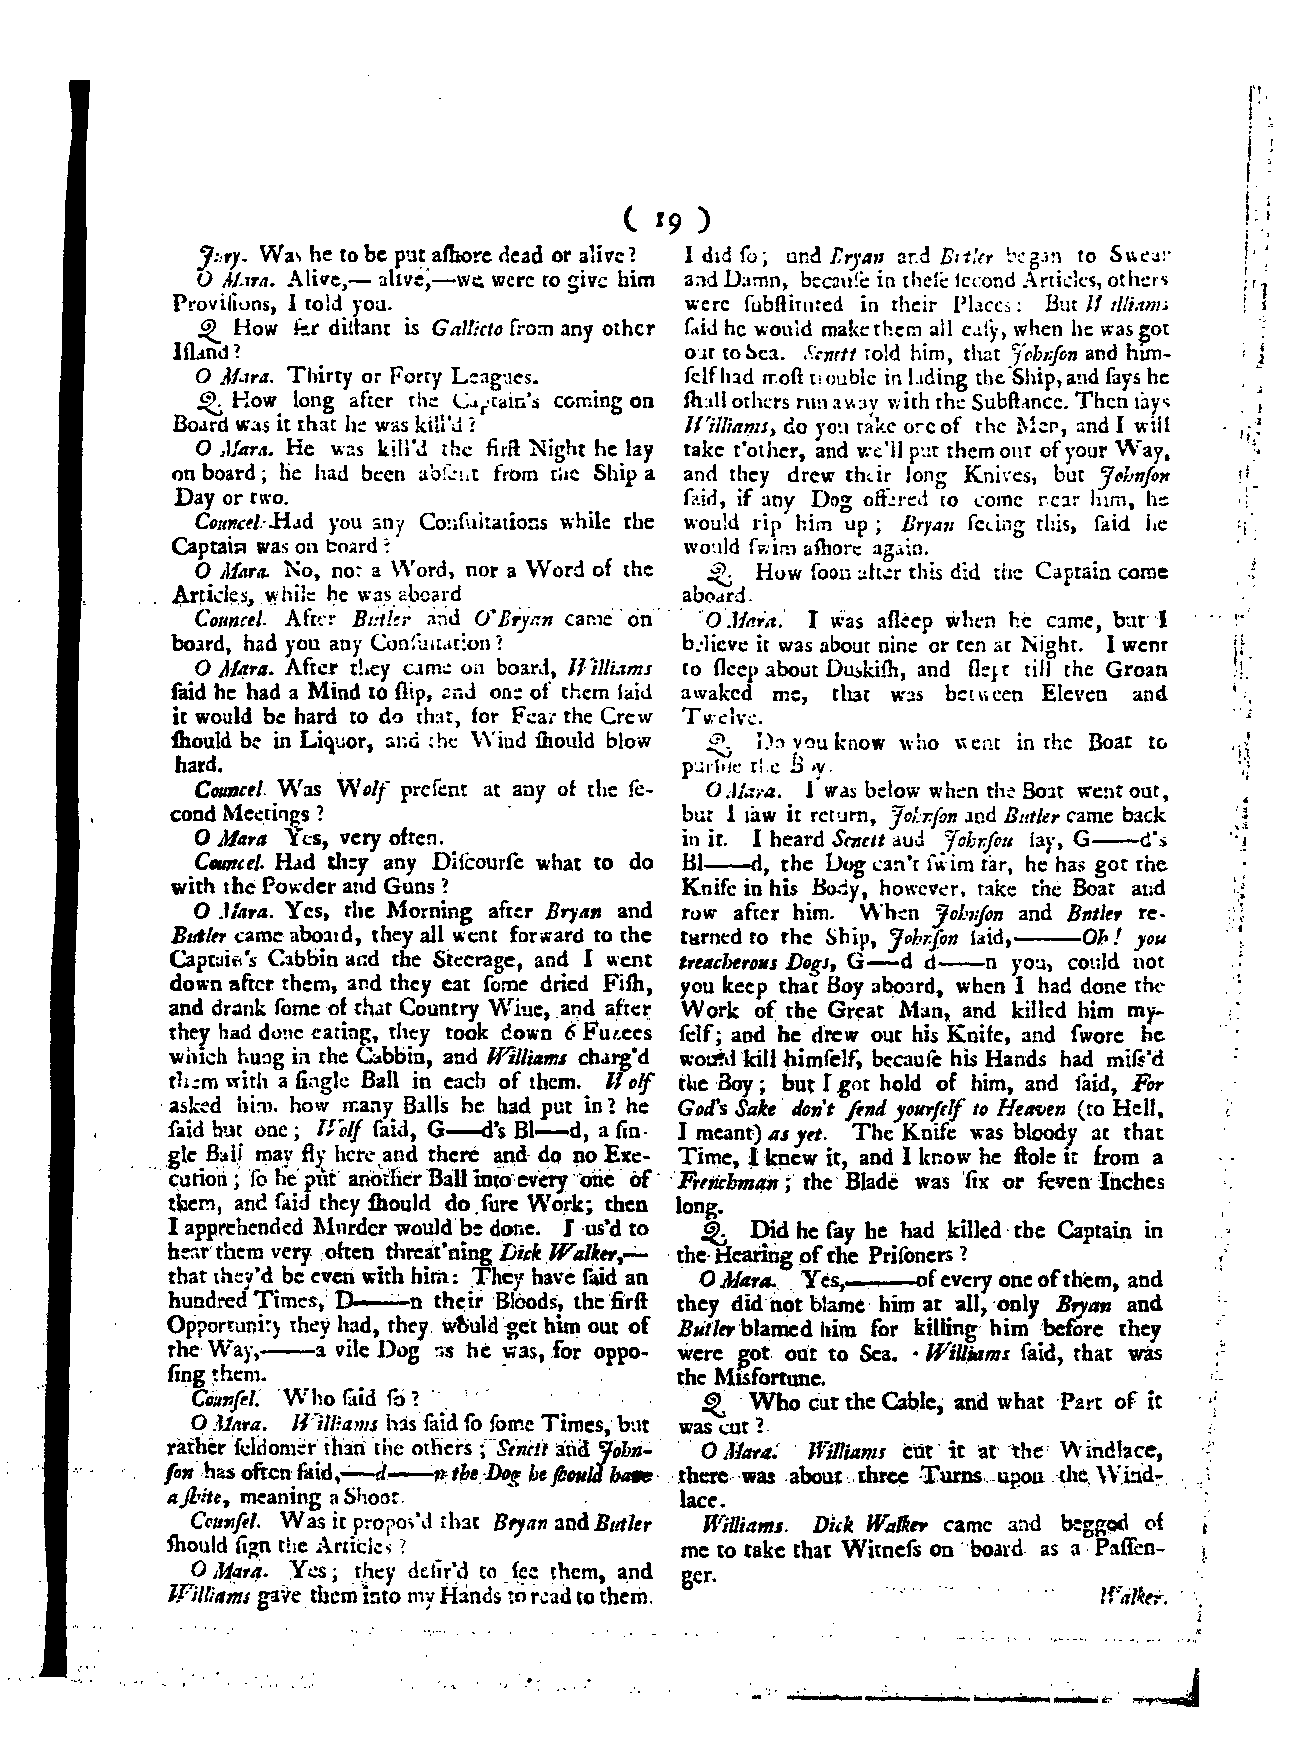 ( 19 )
Jury. Was he to be put aſhore dead or alive?
O Mara. Alive,— alive,—we were to give him
Proviſions, I told you.
Q. How far diſtant is Gallicto from any other
Iſland?
O Mara. Thirty or Forty Leagues.
Q. How long after the Captain's coming on
Board was it that he was kill'd?
O Mara. He was kill'd the firſt Night he lay
on board; he had been abſent from the Ship a
Day or two.
Councel. Had you any Conſultations while the
Captain was on board?
O Mara. No, not a Word, nor a Word of the
Articles, while he was aboard
Councel. After Butler and O'Bryan came on
board, had you any Conſultation?
O Mara. After they came on board, Williams
ſaid he had a Mind to ſlip, and one of them ſaid
it would be hard to do that, for Fear the Crew
ſhould be in Liquor, and the Wind ſhould blow
hard.
Councel. Was Wolf preſent at any of the ſe-
cond Meetings?
O Mara Yes, very often.
Councel. Had they any Diſcourſe what to do
with the Powder and Guns?
O Mara. Yes, the Morning after Bryan and
Butler came aboard, they all went forward to the
Captain's Cabbin and the Steerage, and I went
down after them, and they eat ſome dried Fiſh,
and drank ſome of that Country Wine, and after
they had done eating, they took down 6 Fuzees
which hung in the Cabbin, and Williams charg'd
them with a ſingle Ball in each of them. Wolf
asked him. how many Balls he had put in? he
ſaid but one; Wolf ſaid, G——d's Bl——d, a ſin-
gle Ball may fly here and there and do no Exe-
cution; ſo he put another Ball into every one of
them, and ſaid they ſhould do ſure Work; then
I apprehended Murder would be done. I us'd to
hear them very often threat'ning Dick Walker,—
that they'd be even with him: They have ſaid an
hundred Times, D——n their Bloods, the firſt
Opportunity they had, they would get him out of
the Way,——a vile Dog as he was, for oppo-
ſing them.
Counſel. Who ſaid ſo?
O Mara. Williams has ſaid ſo ſome Times, but
rather ſeldomer than the others; Senett and John-
ſon has often ſaid,—d——n the Dog he ſhould have
a ſhite, meaning a Shoot.
Counſel. Was it propos'd that Bryan and Butler
ſhould ſign the Articles?
O Mara. Yes; they deſir'd to ſee them, and
Williams gave them into my Hands to read to them.
I did ſo; and Bryan and Butler began to Swear
and Damn, becauſe in theſe ſecond Articles, others
were ſubſtituted in their Places: But Williams
ſaid he would make them all eaſy, when he was got
out to Sea. Senett told him, that Johnſon and him-
ſelf had moſt trouble in lading the Ship, and ſays he
ſhall others run away with the Subſtance. Then ſays
Williams, do you take one of the Men, and I will
take t'other, and we'll put them out of your Way,
and they drew their long Knives, but Johnſon
ſaid, if any Dog offered to come near him, he
would rip him up; Bryan ſeeing this, ſaid he
would ſwim aſhore again.
Q. How ſoon after this did the Captain come
aboard.
O Mara. I was aſleep when he came, but I
believe it was about nine or ten at Night. I went
to ſleep about Duskiſh, and ſlept till the Groan
awaked me, that was between Eleven and
Twelve.
Q. Do you know who went in the Boat to
purſue the Boy.
O Mara. I was below when the Boat went out,
but I ſaw it return, Johnſon and Butler came back
in it. I heard Senett aud Johnſon ſay, G——d's
Bl——d, the Dog can't ſwim far, he has got the
Knife in his Body, however, take the Boat and
row after him. When Johnſon and Butler re-
turned to the Ship, Johnſon ſaid,———Oh! you
treacherous Dogs, G——d d——n you, could not
you keep that Boy aboard, when I had done the
Work of the Great Man, and killed him my-
ſelf; and he drew out his Knife, and ſwore he
would kill himſelf, becauſe his Hands had miſs'd
the Boy; but I got hold of him, and ſaid, For
God's Sake don't ſend yourſelf to Heaven (to Hell,
I meant) as yet. The Knife was bloody at that
Time, I knew it, and I know he ſtole it from a
Frenchman; the Blade was ſix or ſeven Inches
long.
Q. Did he ſay he had killed the Captain in
the Hearing of the Priſoners?
O Mara. Yes,———of every one of them, and
they did not blame him at all, only Bryan and
Butler blamed him for killing him before they
were got out to Sea. Williams ſaid, that was
the Misfortune.
Q Who cut the Cable, and what Part of it
was cut?
O Mara. Williams cut it at the Windlace,
there was about three Turns upon the Wind-
lace.
Williams. Dick Walker came and begged of
me to take that Witneſs on board as a Paſſen-
ger.
Walker.